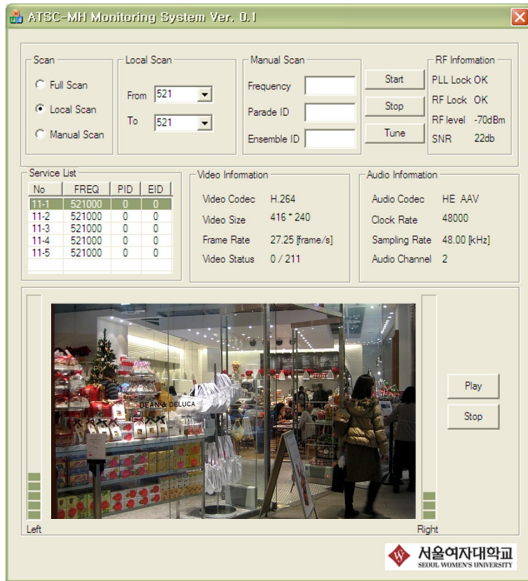 ATSC-MH Monitoring System Ver. 0.1
Scan
Full Scan
Local Scan
Manual Scan
Local Scan
From 521
To 521
Manual Scan
Frequency
Parade ID
Ensemble ID
Start
Stop
Tune
RF Information
PLL Lock OK
RF Lock OK
RF level -70dBm
SNR 22db
Service List
No FREQ PID EID
11-1 521000 0 0
11-2 521000 0 0
11-3 521000 0 0
11-4 521000 0 0
11-5 521000 0 0
Video Information
Video Codec H.264
Video Size 416 * 240
Frame Rate 27.25 [frame/s]
Video Status 0 / 211
Audio Information
Audio Codec HE AAV
Clock Rate 48000
Sampling Rate 48.00 [kHz]
Audio Channel 2
DEAN & DELUCA
Play
Stop
Left
Right
서울여자대학교
SEOUL WOMEN'S UNIVERSITY